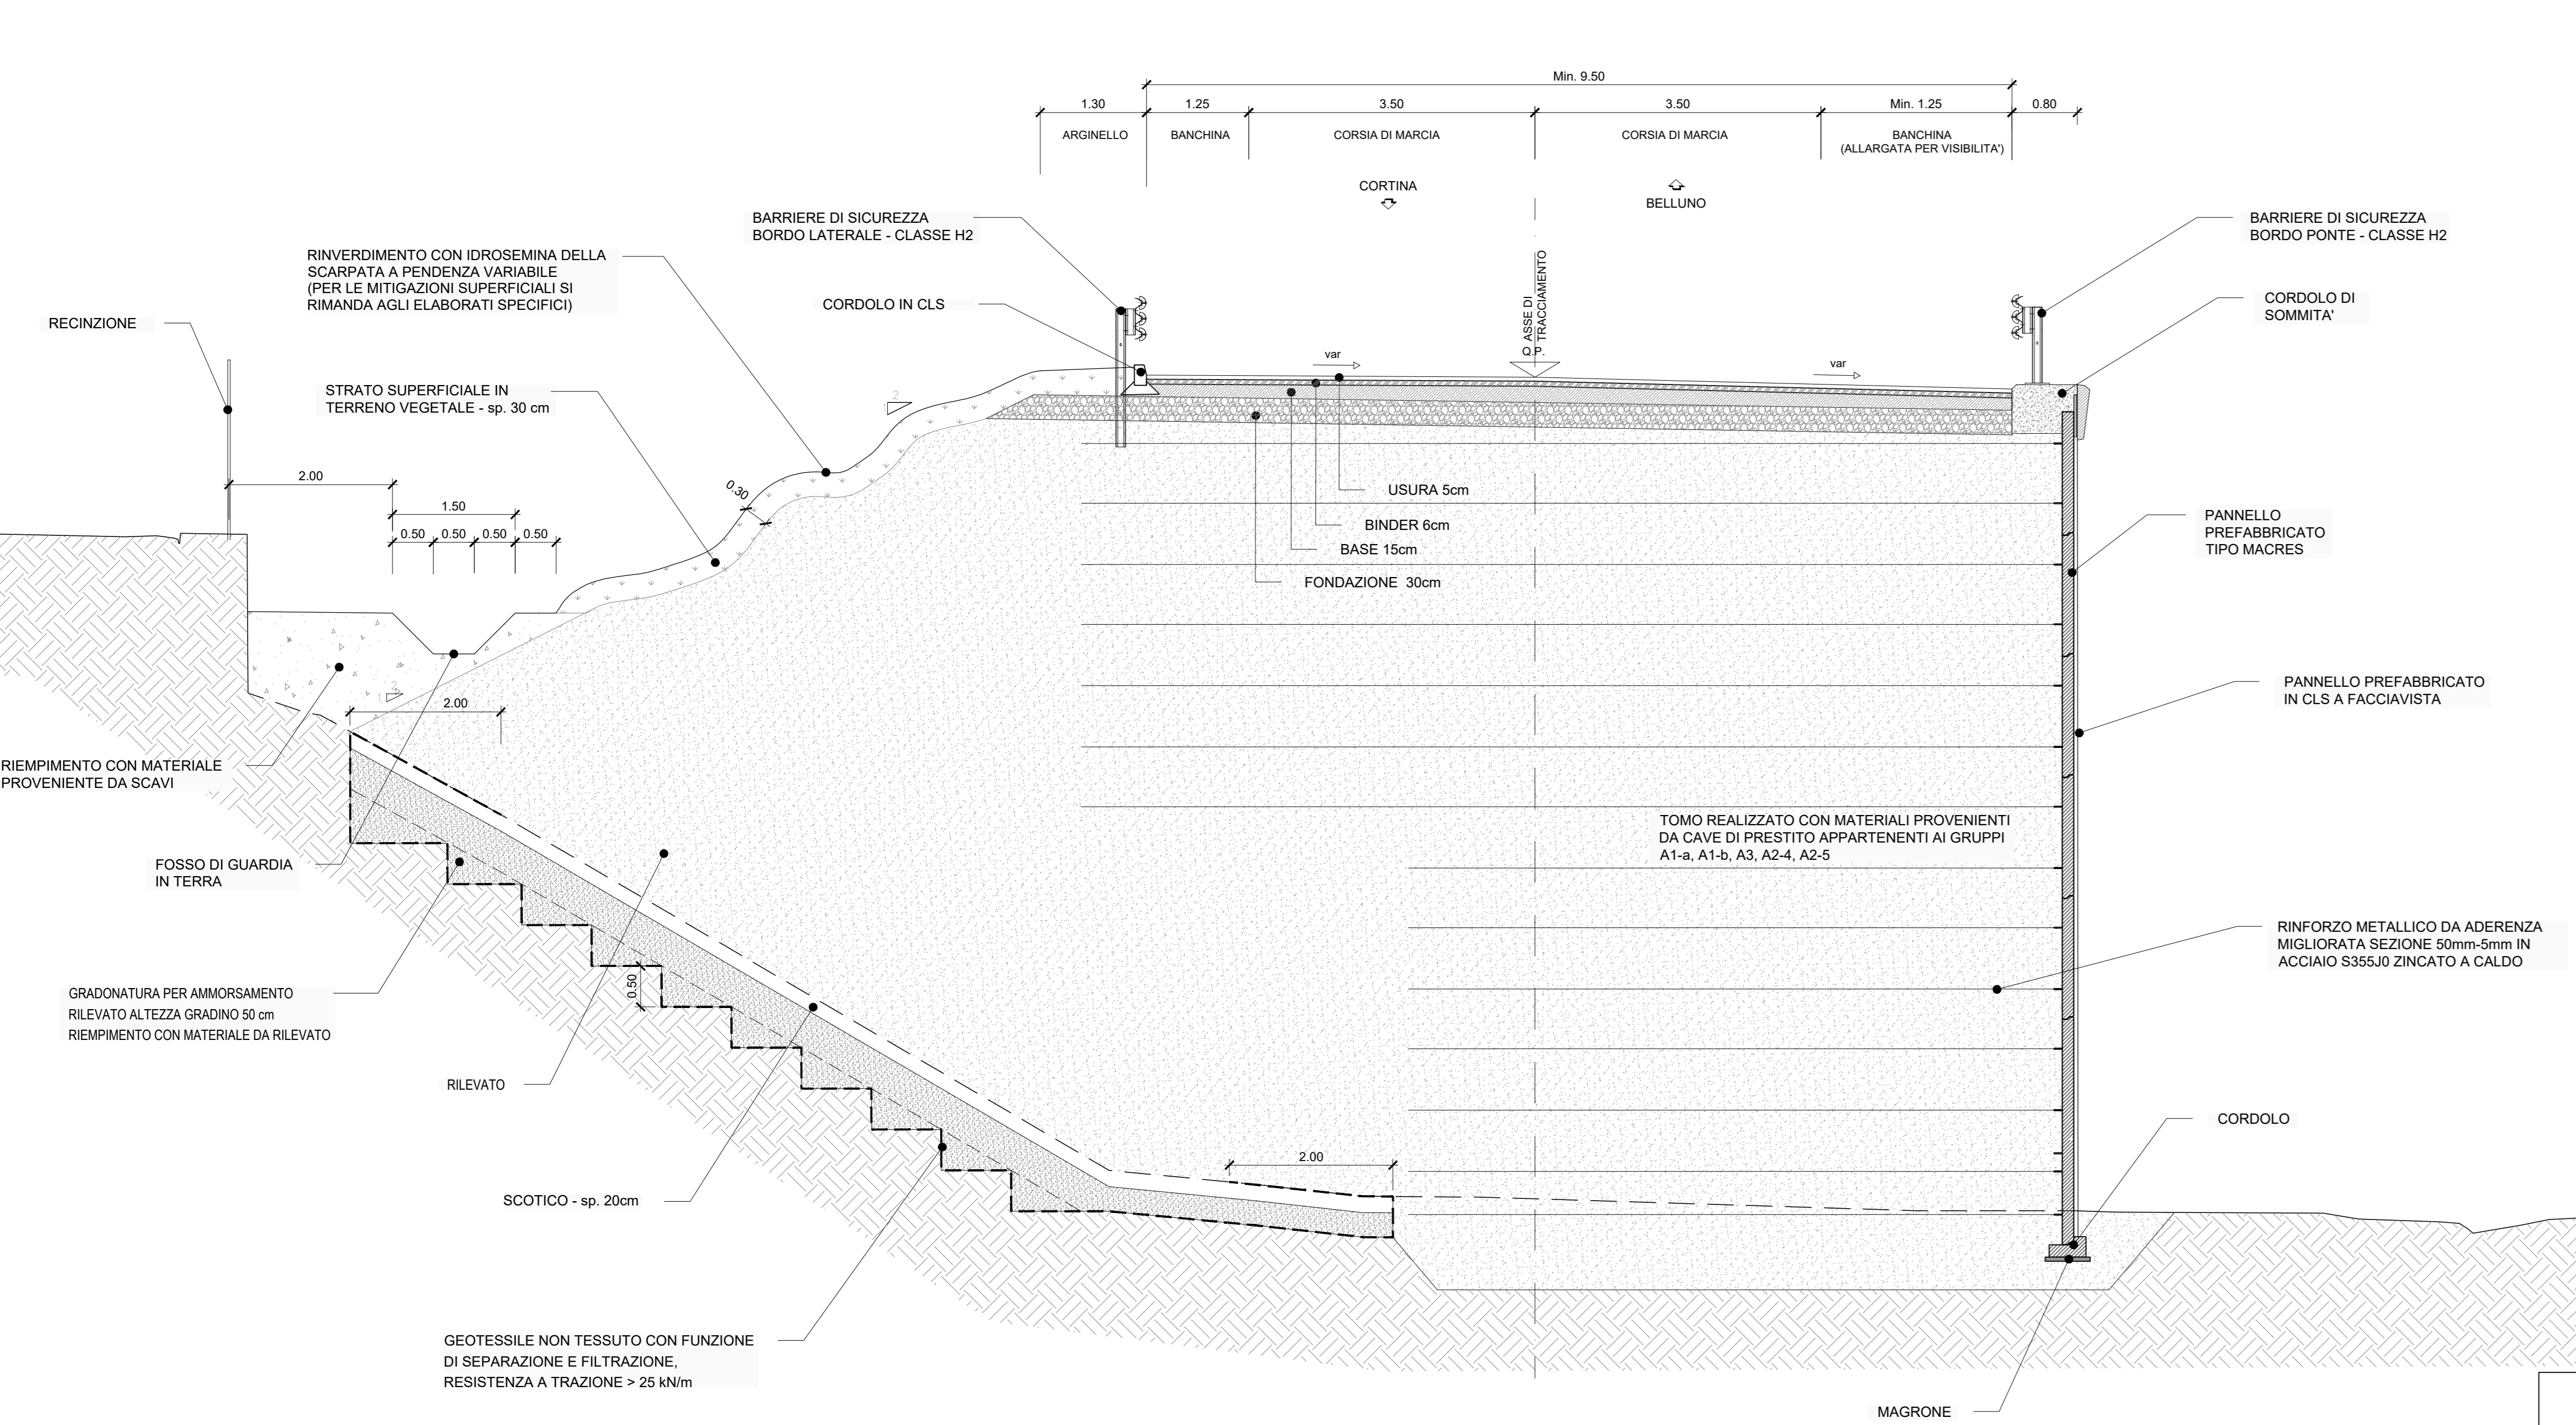 Min. 9.50
1.30
1.25
3.50
3.50
Min. 1.25
0.80
ARGINELLO
BANCHINA
CORSIA DI MARCIA
CORSIA DI MARCIA
BANCHINA
(ALLARGATA PER VISIBILITA')
CORTINA
BELLUNO
BARRIERE DI SICUREZZA
BORDO LATERALE - CLASSE H2
BARRIERE DI SICUREZZA
BORDO PONTE - CLASSE H2
RINVERDIMENTO CON IDROSEMINA DELLA
SCARPATA A PENDENZA VARIABILE
(PER LE MITIGAZIONI SUPERFICIALI SI
RIMANDA AGLI ELABORATI SPECIFICI)
CORDOLO IN CLS
ASSE DI
TRACCIAMENTO
Q.P.
CORDOLO DI
SOMMITA'
RECINZIONE
var
var
STRATO SUPERFICIALE IN
TERRENO VEGETALE - sp. 30 cm
2
1
2.00
0.30
1.50
0.50
0.50
0.50
0.50
USURA 5cm
BINDER 6cm
BASE 15cm
FONDAZIONE 30cm
PANNELLO
PREFABBRICATO
TIPO MACRES
PANNELLO PREFABBRICATO
IN CLS A FACCIAVISTA
2
1
2.00
RIEMPIMENTO CON MATERIALE
PROVENIENTE DA SCAVI
TOMO REALIZZATO CON MATERIALI PROVENIENTI
DA CAVE DI PRESTITO APPARTENENTI AI GRUPPI
A1-a, A1-b, A3, A2-4, A2-5
FOSSO DI GUARDIA
IN TERRA
RINFORZO METALLICO DA ADERENZA
MIGLIORATA SEZIONE 50mm-5mm IN
ACCIAIO S355J0 ZINCATO A CALDO
0.50
GRADONATURA PER AMMORSAMENTO
RILEVATO ALTEZZA GRADINO 50 cm
RIEMPIMENTO CON MATERIALE DA RILEVATO
RILEVATO
CORDOLO
2.00
SCOTICO - sp. 20cm
GEOTESSILE NON TESSUTO CON FUNZIONE
DI SEPARAZIONE E FILTRAZIONE,
RESISTENZA A TRAZIONE > 25 kN/m
MAGRONE